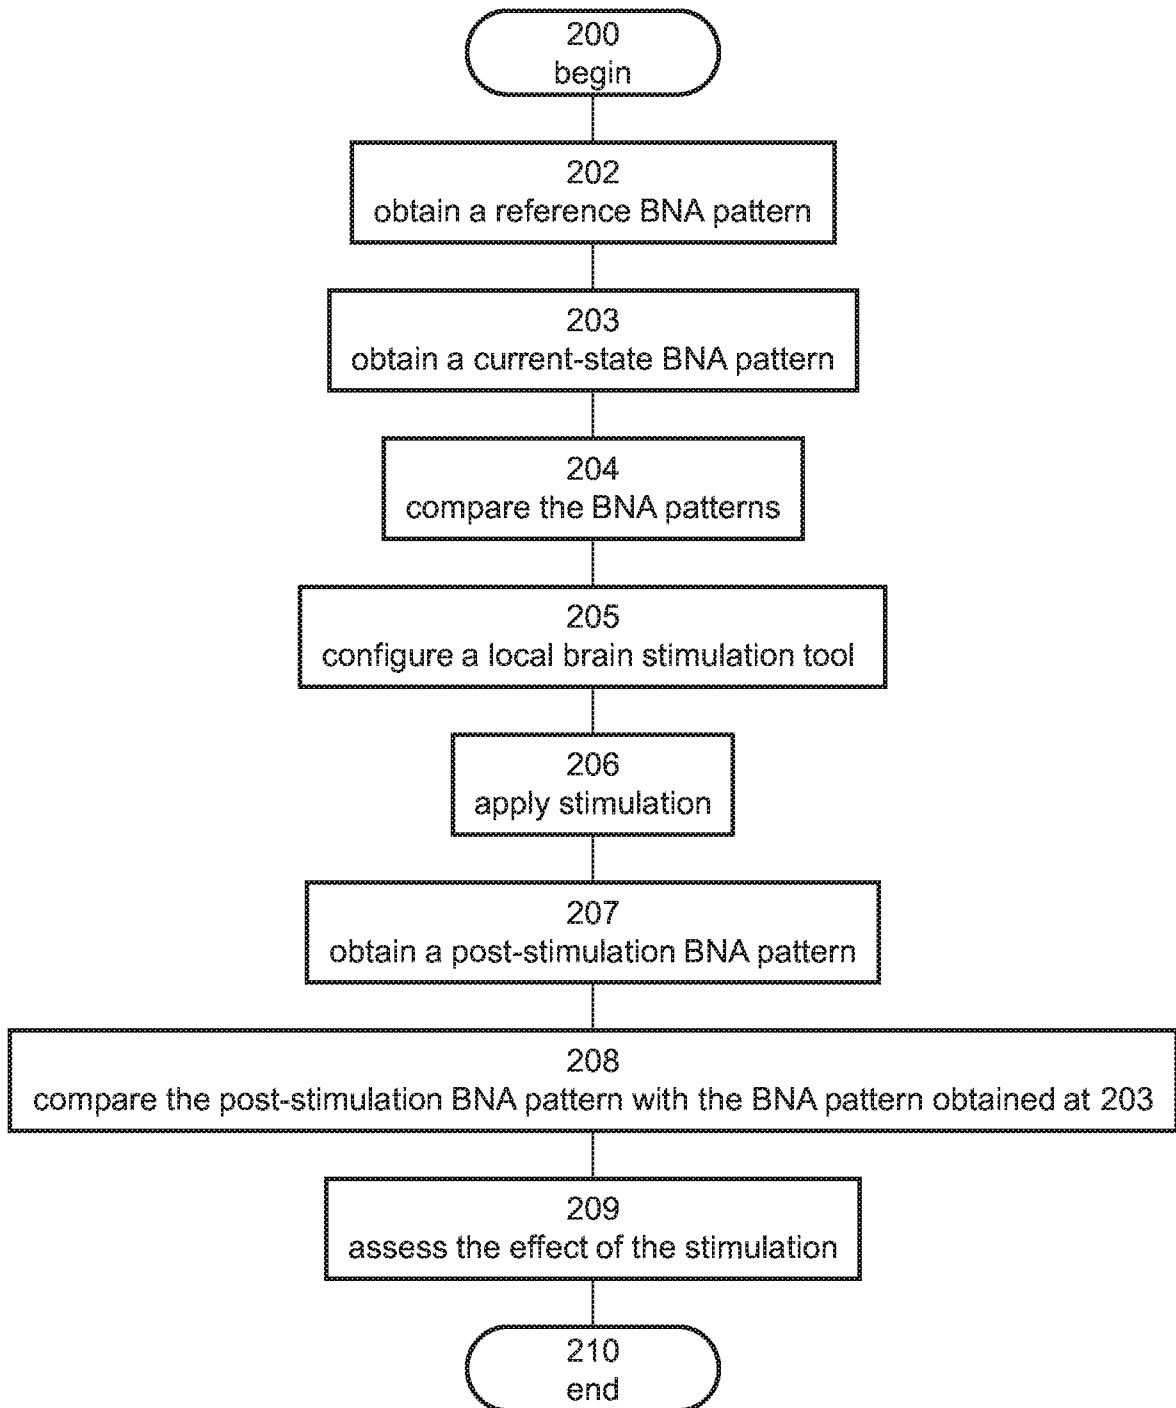 200
begin
202
obtain a reference BNA pattern
203
obtain a current-state BNA pattern
204
compare the BNA patterns
205
configure a local brain stimulation tool
206
apply stimulation
207
obtain a post-stimulation BNA pattern
208
compare the post-stimulation BNA pattern with the BNA pattern obtained at 203
209
assess the effect of the stimulation
210
end